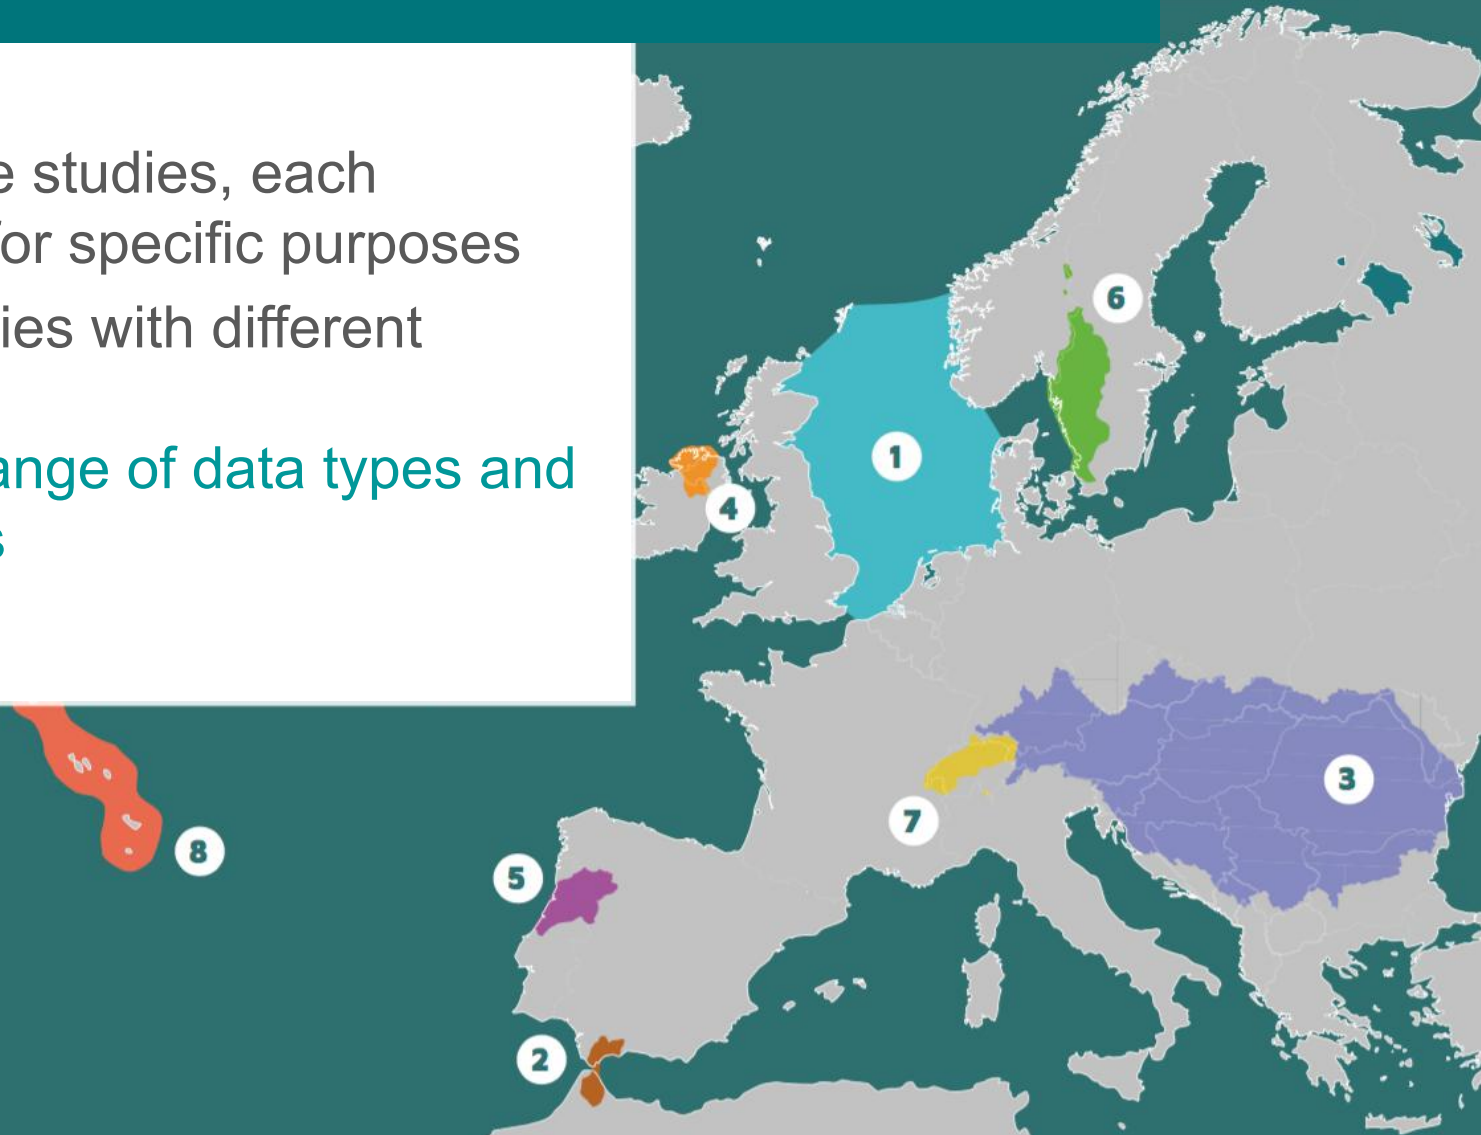 e studies, each
for specific purposes
ies with different
ange of data types and
s
6
1
4
3
7
8
5
2